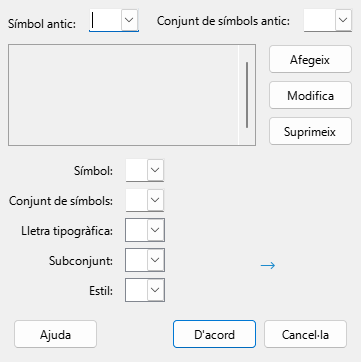 Símbol antic: Conjunt de símbols antic:
Afegeix
Modifica
Suprimeix
Símbol:
Conjunt de símbols:
Lletra tipogràfica:
Subconjunt:
Estil:
Ajuda D'acord Cancel·la